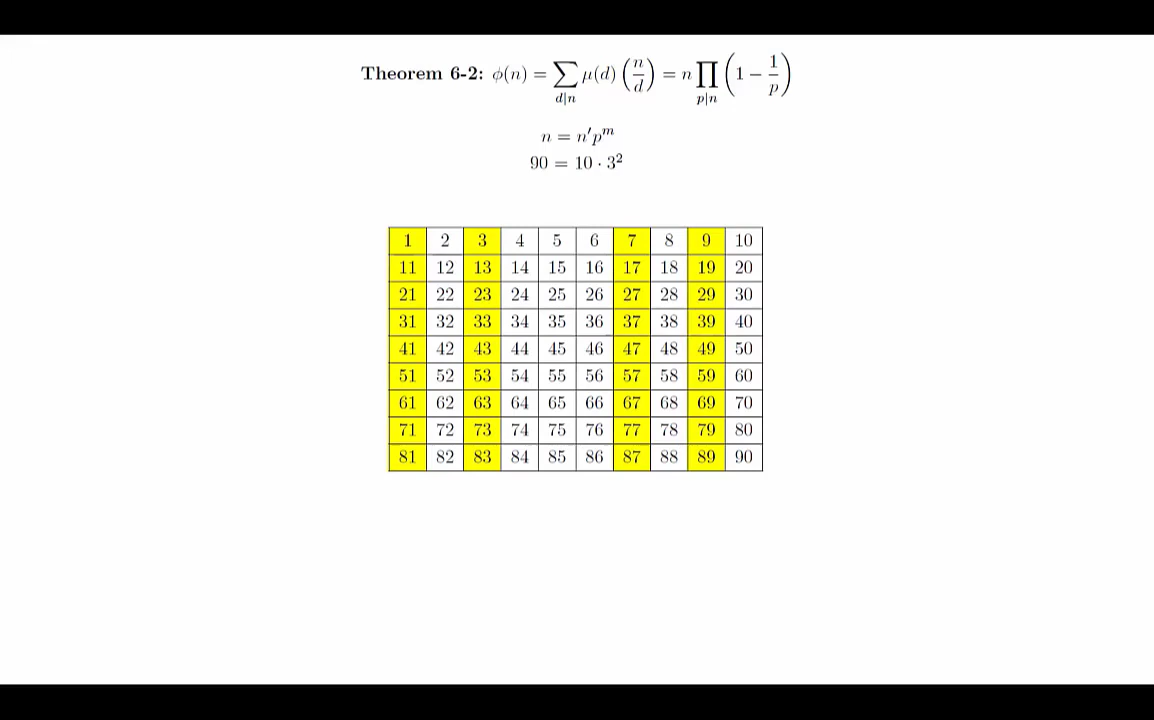 Theorem 6-2: ϕ(n) = ∑_{d|n} μ(d) (n/d) = n ∏_{p|n} (1 − 1/p)
n = n′p^m
90 = 10 · 3^2
1 2 3 4 5 6 7 8 9 10
11 12 13 14 15 16 17 18 19 20
21 22 23 24 25 26 27 28 29 30
31 32 33 34 35 36 37 38 39 40
41 42 43 44 45 46 47 48 49 50
51 52 53 54 55 56 57 58 59 60
61 62 63 64 65 66 67 68 69 70
71 72 73 74 75 76 77 78 79 80
81 82 83 84 85 86 87 88 89 90